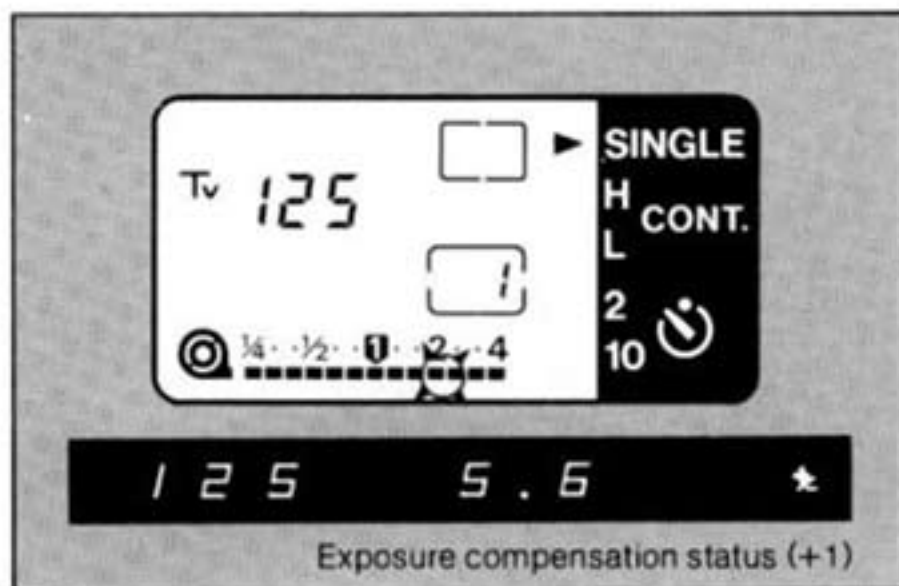 SINGLE
Tv 125
H
CONT.
L
1
2
10
¼··½··1··2··4
125 5.6
Exposure compensation status (+1)